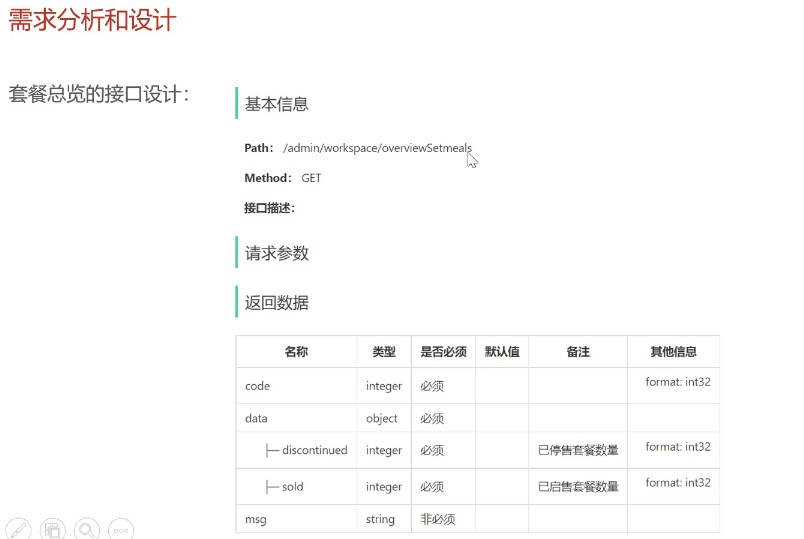 需求分析和设计
套餐总览的接口设计：
基本信息
Path： /admin/workspace/overviewSetmeals
Method： GET
接口描述：
请求参数
返回数据
名称 类型 是否必须 默认值 备注 其他信息
code integer 必须 format: int32
data object 必须
├─ discontinued integer 必须 已停售套餐数量 format: int32
├─ sold integer 必须 已启售套餐数量 format: int32
msg string 非必须